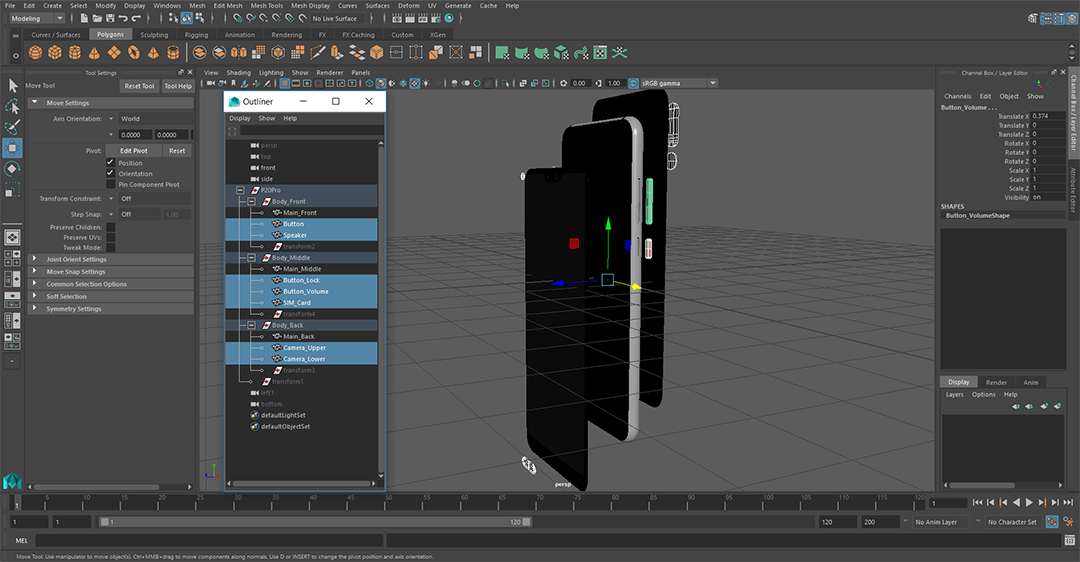 File Edit Create Select Modify Display Windows Mesh Edit Mesh Mesh Tools Mesh Display Curves Surfaces Deform UV Generate Cache Help
Modeling No Live Surface
Curves / Surfaces Polygons Sculpting Rigging Animation Rendering FX FX Caching Custom XGen
Tool Settings
Move Tool Reset Tool Tool Help
Move Settings
Axis Orientation: World
0.0000 0.0000
Pivot: Edit Pivot Reset
Position
Orientation
Pin Component Pivot
Transform Constraint: Off
Step Snap: Off 1.00
Preserve Children:
Preserve UVs:
Tweak Mode:
Joint Orient Settings
Move Snap Settings
Common Selection Options
Soft Selection
Symmetry Settings
View Shading Lighting Show Renderer Panels
0.00 1.00 sRGB gamma
Outliner
Display Show Help
persp
top
front
side
P20Pro
Body_Front
Main_Front
Button
Speaker
transform2
Body_Middle
Main_Middle
Button_Lock
Button_Volume
SIM_Card
transform4
Body_Back
Main_Back
Camera_Upper
Camera_Lower
transform3
transform1
left1
bottom
defaultLightSet
defaultObjectSet
persp
Channel Box / Layer Editor
Channels Edit Object Show
Button_Volume . . .
Translate X 0.374
Translate Y 0
Translate Z 0
Rotate X 0
Rotate Y 0
Rotate Z 0
Scale X 1
Scale Y 1
Scale Z 1
Visibility on
SHAPES
Button_VolumeShape
Display Render Anim
Layers Options Help
Channel Box / Layer Editor
Attribute Editor
5 10 15 20 25 30 35 40 45 50 55 60 65 70 75 80 85 90 95 100 105 110 115 120
1 1
1 1 1 120 120 200 No Anim Layer No Character Set
MEL
Move Tool: Use manipulator to move object(s). Ctrl+MMB+drag to move components along normals. Use D or INSERT to change the pivot position and axis orientation.